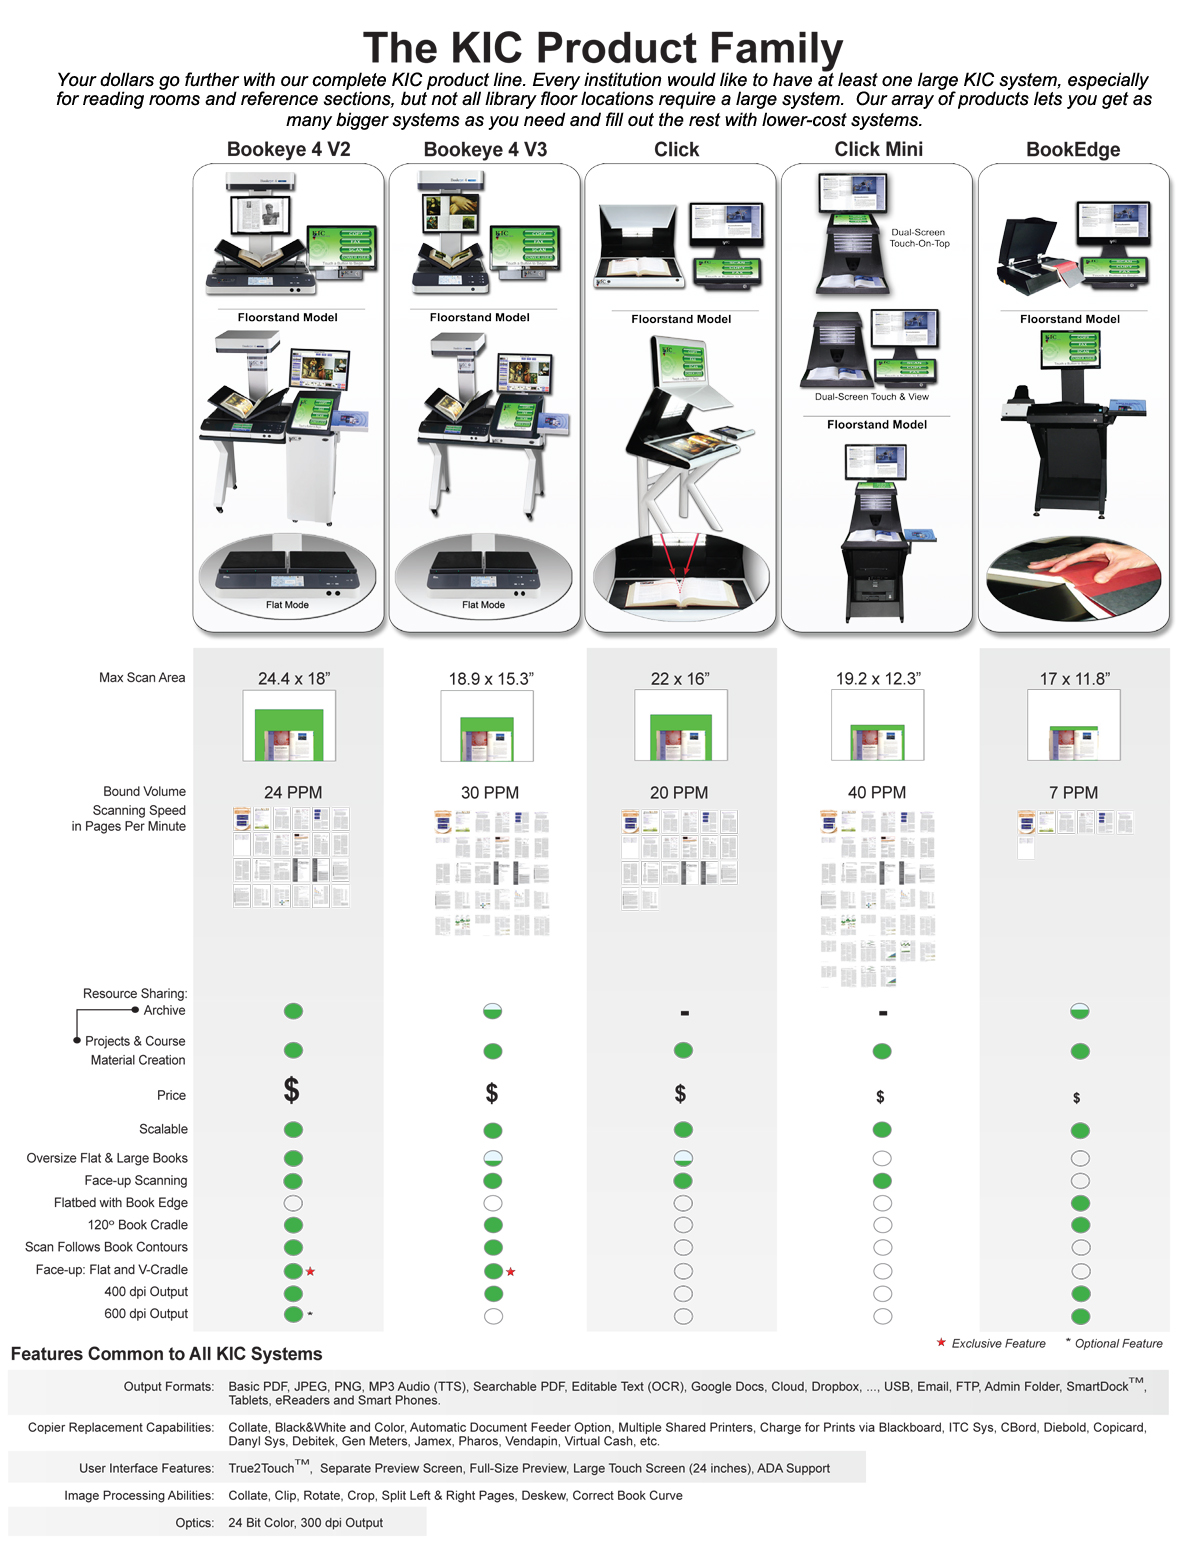 The KIC Product Family
Your dollars go further with our complete KIC product line. Every institution would like to have at least one large KIC system, especially
for reading rooms and reference sections, but not all library floor locations require a large system.  Our array of products lets you get as
many bigger systems as you need and fill out the rest with lower-cost systems.
Bookeye 4 V2 Bookeye 4 V3 Click Click Mini BookEdge
Dual-Screen
Touch-On-Top
Floorstand Model Floorstand Model Floorstand Model Floorstand Model
Dual-Screen Touch & View
Floorstand Model
Flat Mode Flat Mode
Max Scan Area 24.4 x 18” 18.9 x 15.3” 22 x 16” 19.2 x 12.3” 17 x 11.8”
Bound Volume 24 PPM 30 PPM 20 PPM 40 PPM 7 PPM
Scanning Speed
in Pages Per Minute
Resource Sharing:
Archive
Projects & Course
Material Creation
Price $ $ $ $ $
Scalable
Oversize Flat & Large Books
Face-up Scanning
Flatbed with Book Edge
120º Book Cradle
Scan Follows Book Contours
Face-up: Flat and V-Cradle ★ ★
400 dpi Output
600 dpi Output *
★ Exclusive Feature * Optional Feature
Features Common to All KIC Systems
Output Formats: Basic PDF, JPEG, PNG, MP3 Audio (TTS), Searchable PDF, Editable Text (OCR), Google Docs, Cloud, Dropbox, ..., USB, Email, FTP, Admin Folder, SmartDock™,
Tablets, eReaders and Smart Phones.
Copier Replacement Capabilities: Collate, Black&White and Color, Automatic Document Feeder Option, Multiple Shared Printers, Charge for Prints via Blackboard, ITC Sys, CBord, Diebold, Copicard,
Danyl Sys, Debitek, Gen Meters, Jamex, Pharos, Vendapin, Virtual Cash, etc.
User Interface Features: True2Touch™,  Separate Preview Screen, Full-Size Preview, Large Touch Screen (24 inches), ADA Support
Image Processing Abilities: Collate, Clip, Rotate, Crop, Split Left & Right Pages, Deskew, Correct Book Curve
Optics: 24 Bit Color, 300 dpi Output